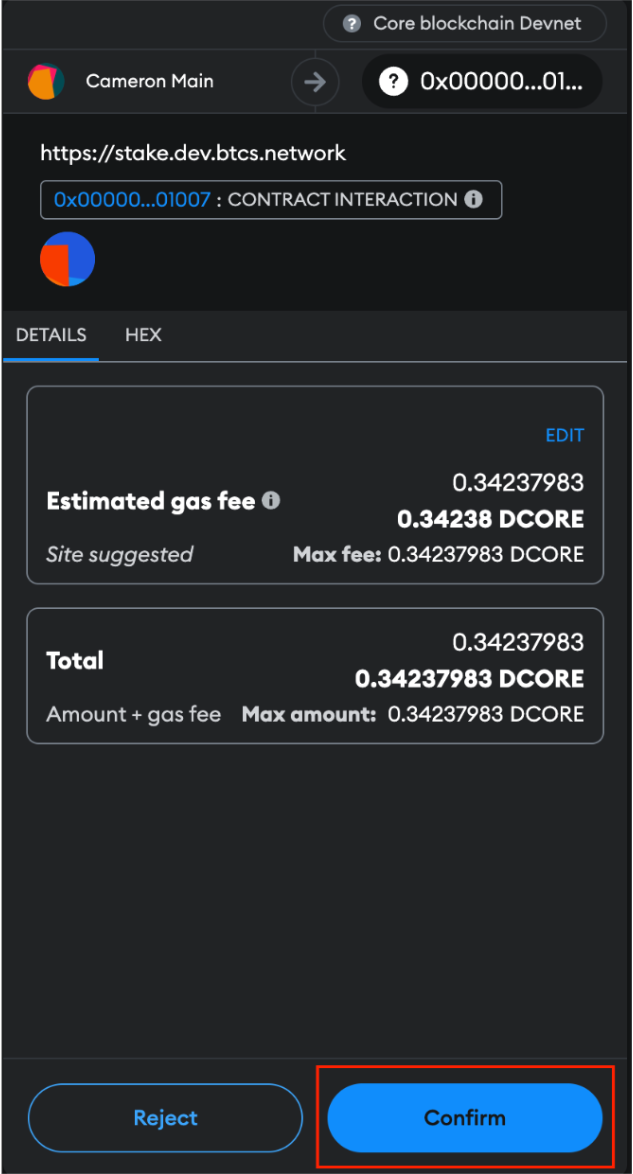 Core blockchain Devnet
Cameron Main
0x00000...01...
https://stake.dev.btcs.network
0x00000...01007 : CONTRACT INTERACTION
DETAILS HEX
EDIT
0.34237983
Estimated gas fee
0.34238 DCORE
Site suggested Max fee: 0.34237983 DCORE
0.34237983
Total
0.34237983 DCORE
Amount + gas fee Max amount: 0.34237983 DCORE
Reject Confirm